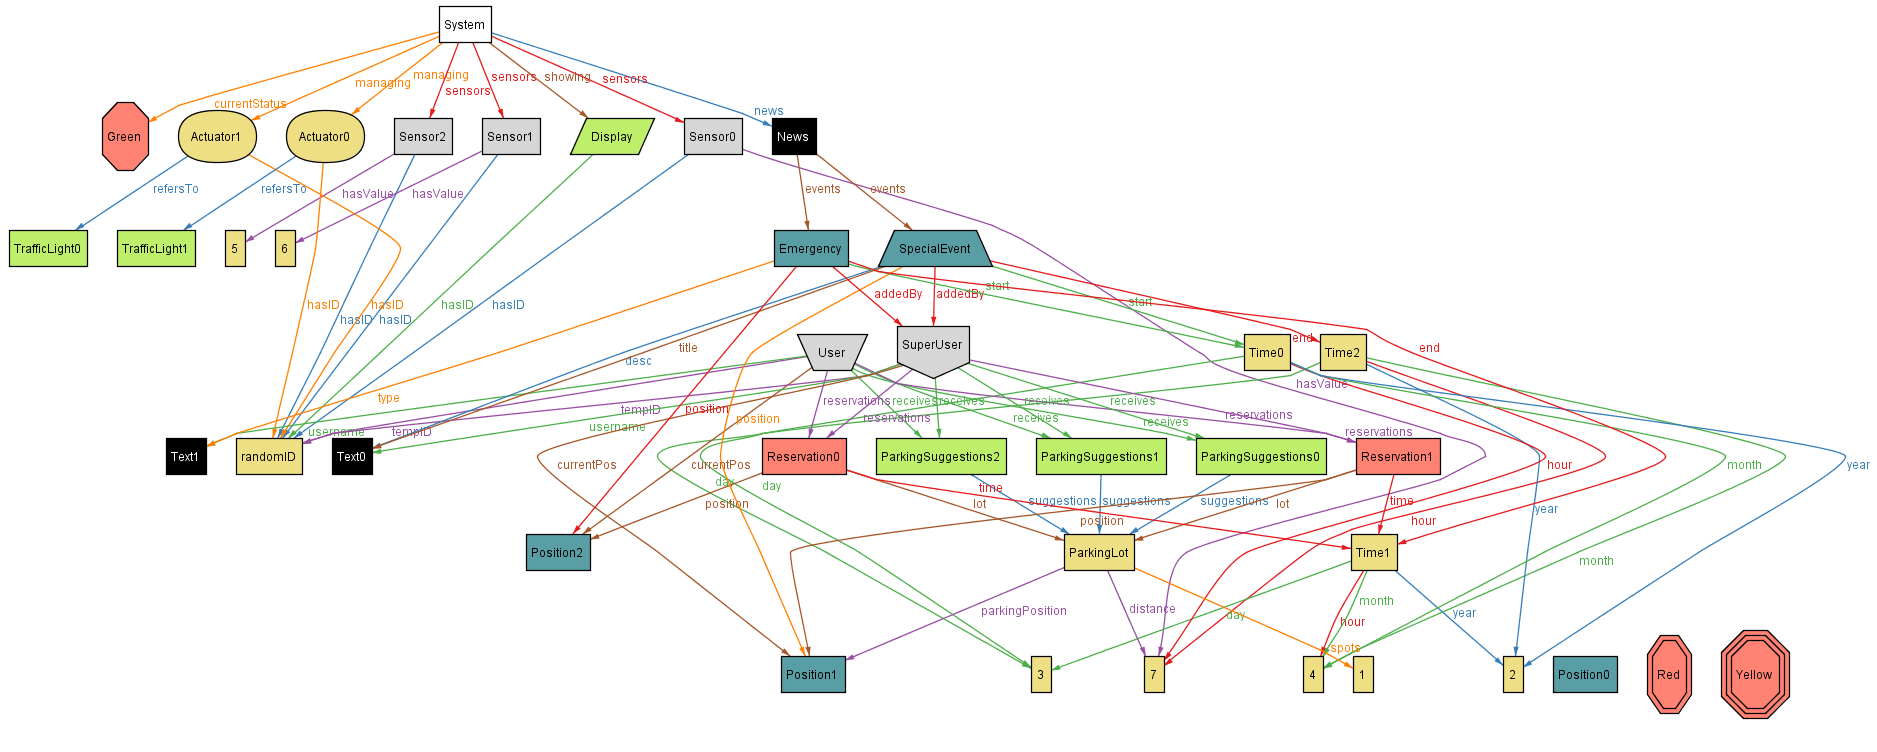 System
currentStatus
managing
managing
sensors
sensors
showing
sensors
news
Green
Actuator1
Actuator0
Sensor2
Sensor1
Display
Sensor0
News
refersTo
refersTo
hasValue
hasValue
events
events
TrafficLight0
TrafficLight1
5
6
Emergency
SpecialEvent
hasID
hasID
hasID
hasID
hasID
hasID
addedBy
addedBy
start
start
title
desc
end
end
User
SuperUser
Time0
Time2
type
position
position
hasValue
tempID
tempID
username
username
reservations
reservations
receives
receives
receives
receives
receives
receives
reservations
reservations
Text1
randomID
Text0
Reservation0
ParkingSuggestions2
ParkingSuggestions1
ParkingSuggestions0
Reservation1
currentPos
currentPos
day
day
position
time
lot
suggestions
suggestions
suggestions
lot
position
time
hour
hour
year
month
year
month
Position2
ParkingLot
Time1
parkingPosition
distance
day
month
hour
year
spots
Position1
3
7
4
1
2
Position0
Red
Yellow